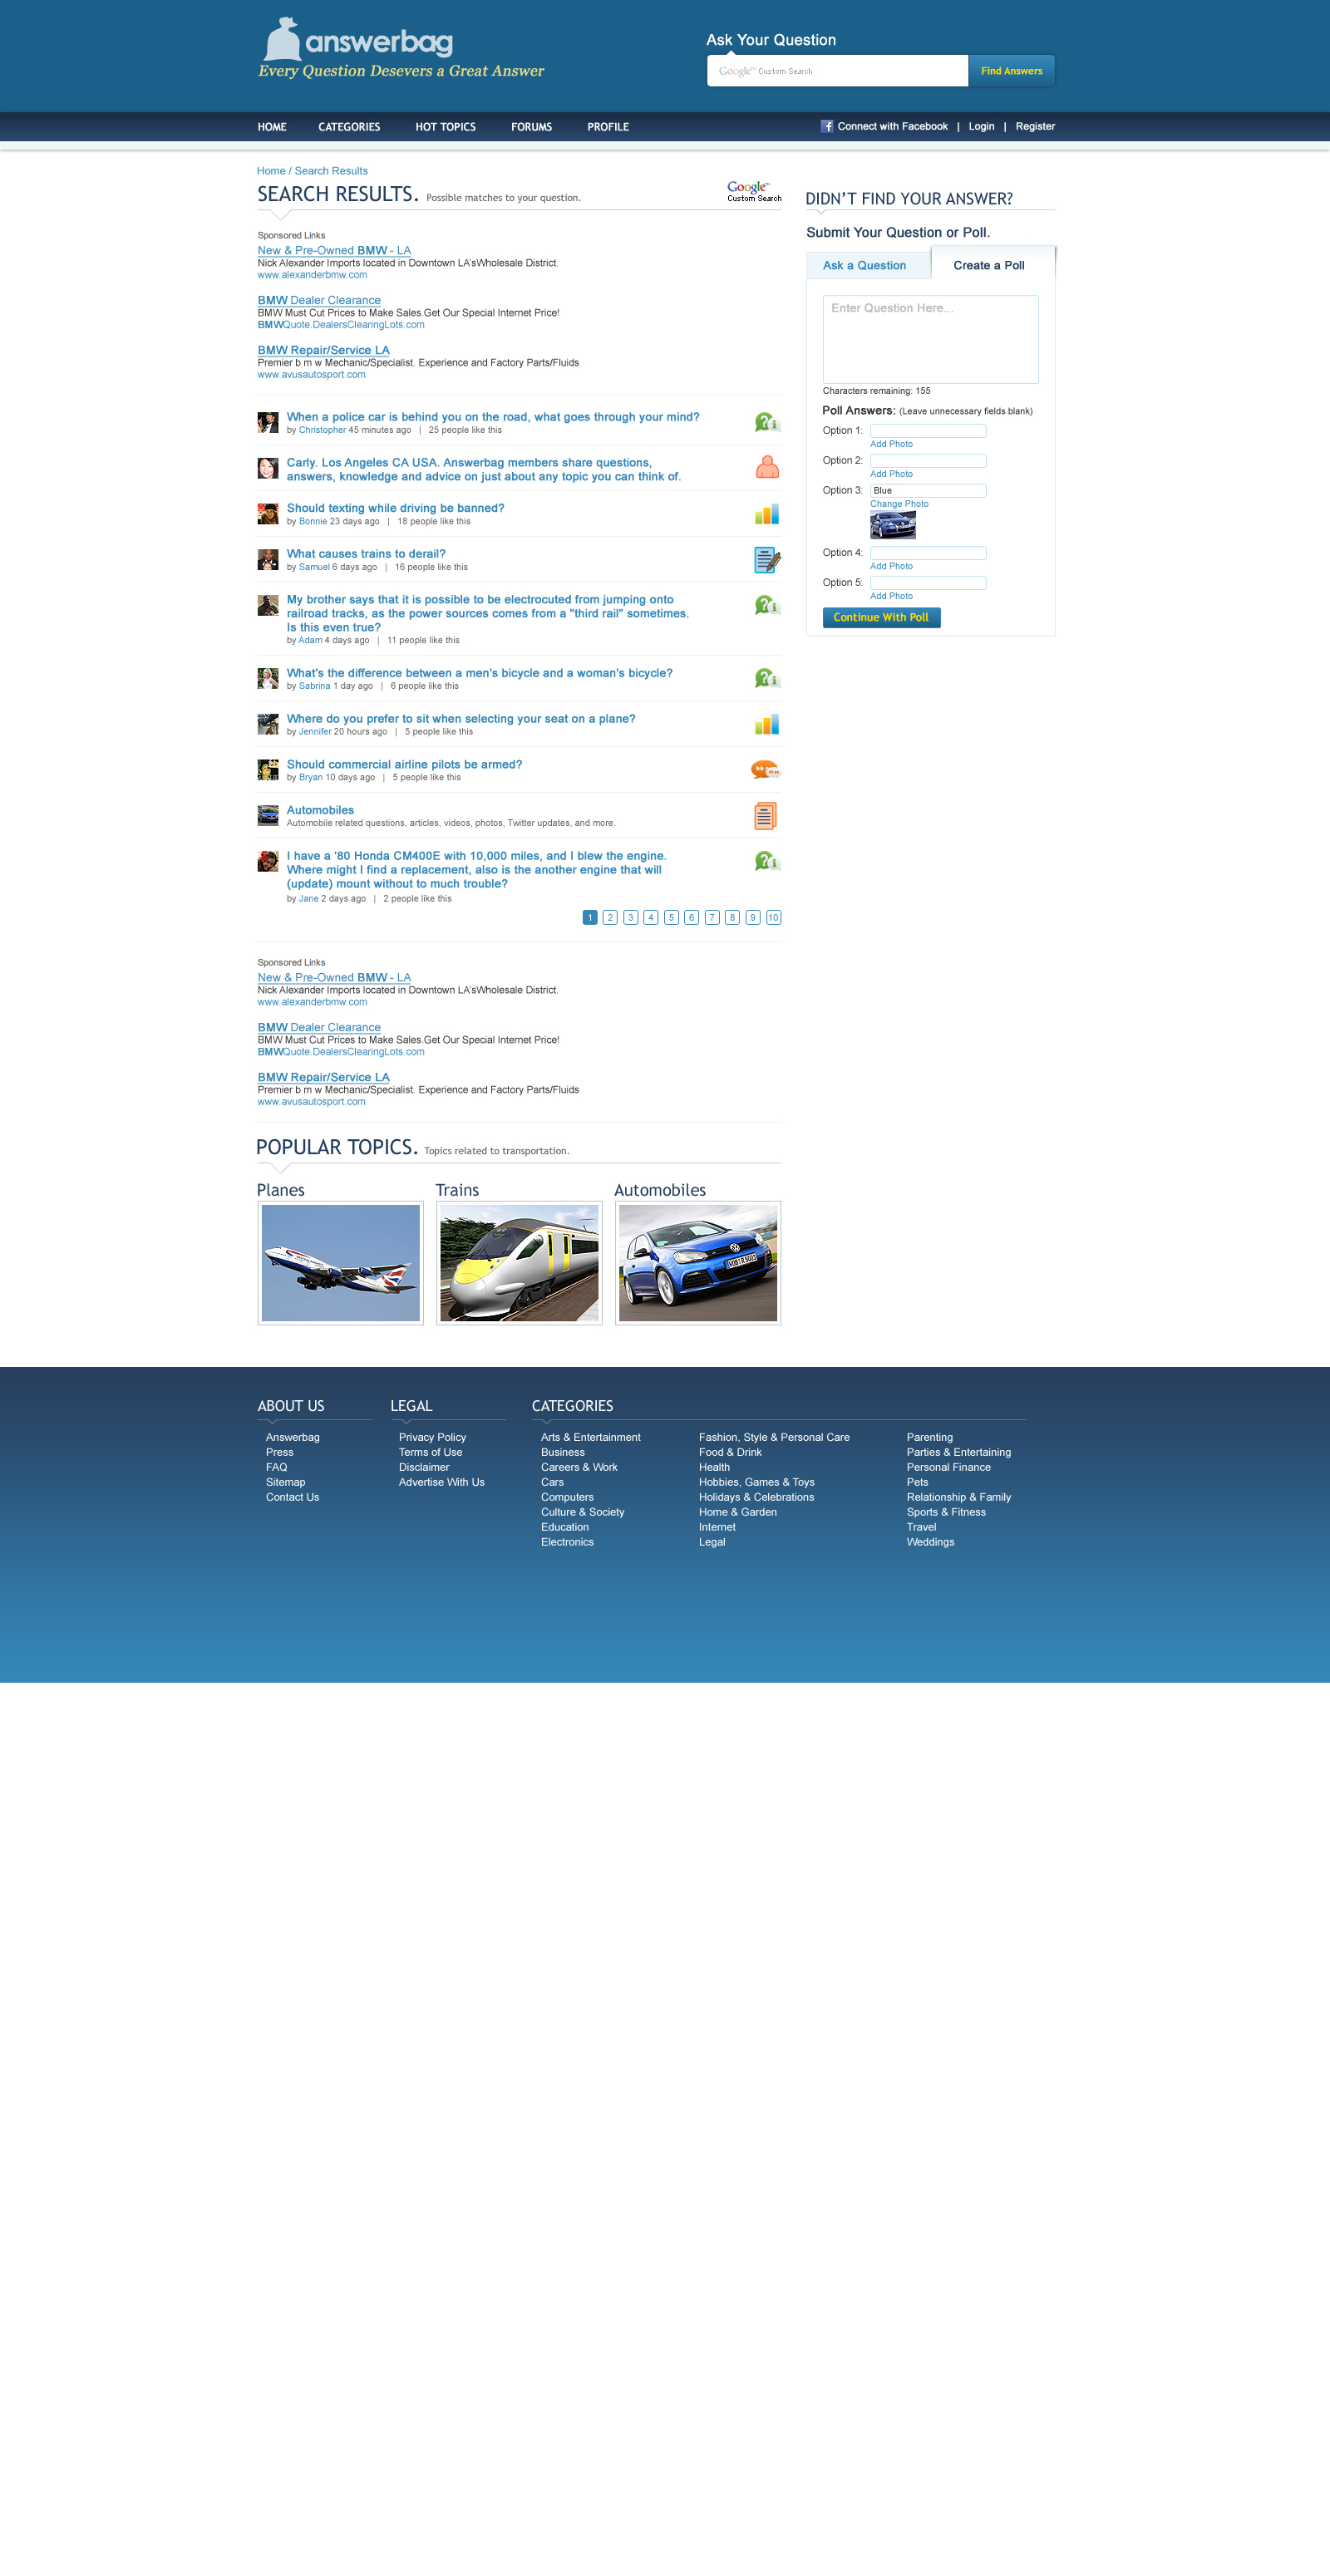 answerbag
Every Question Desevers a Great Answer
Ask Your Question
Google™ Custom Search
Find Answers
HOME
CATEGORIES
HOT TOPICS
FORUMS
PROFILE
Connect with Facebook | Login | Register
Home / Search Results
SEARCH RESULTS. Possible matches to your question.
Google™
Custom Search
Sponsored Links
New & Pre-Owned BMW - LA
Nick Alexander Imports located in Downtown LA'sWholesale District.
www.alexanderbmw.com
BMW Dealer Clearance
BMW Must Cut Prices to Make Sales.Get Our Special Internet Price!
BMWQuote.DealersClearingLots.com
BMW Repair/Service LA
Premier b m w Mechanic/Specialist. Experience and Factory Parts/Fluids
www.avusautosport.com
When a police car is behind you on the road, what goes through your mind?
by Christopher 45 minutes ago | 25 people like this
Carly. Los Angeles CA USA. Answerbag members share questions,
answers, knowledge and advice on just about any topic you can think of.
Should texting while driving be banned?
by Bonnie 23 days ago | 18 people like this
What causes trains to derail?
by Samuel 6 days ago | 16 people like this
My brother says that it is possible to be electrocuted from jumping onto
railroad tracks, as the power sources comes from a "third rail" sometimes.
Is this even true?
by Adam 4 days ago | 11 people like this
What's the difference between a men's bicycle and a woman's bicycle?
by Sabrina 1 day ago | 6 people like this
Where do you prefer to sit when selecting your seat on a plane?
by Jennifer 20 hours ago | 5 people like this
Should commercial airline pilots be armed?
by Bryan 10 days ago | 5 people like this
Automobiles
Automobile related questions, articles, videos, photos, Twitter updates, and more.
I have a '80 Honda CM400E with 10,000 miles, and I blew the engine.
Where might I find a replacement, also is the another engine that will
(update) mount without to much trouble?
by Jane 2 days ago | 2 people like this
1 2 3 4 5 6 7 8 9 10
Sponsored Links
New & Pre-Owned BMW - LA
Nick Alexander Imports located in Downtown LA'sWholesale District.
www.alexanderbmw.com
BMW Dealer Clearance
BMW Must Cut Prices to Make Sales.Get Our Special Internet Price!
BMWQuote.DealersClearingLots.com
BMW Repair/Service LA
Premier b m w Mechanic/Specialist. Experience and Factory Parts/Fluids
www.avusautosport.com
POPULAR TOPICS. Topics related to transportation.
Planes
Trains
Automobiles
DIDN'T FIND YOUR ANSWER?
Submit Your Question or Poll.
Ask a Question
Create a Poll
Enter Question Here...
Characters remaining: 155
Poll Answers: (Leave unnecessary fields blank)
Option 1:
Add Photo
Option 2:
Add Photo
Option 3: Blue
Change Photo
Option 4:
Add Photo
Option 5:
Add Photo
Continue With Poll
ABOUT US
Answerbag
Press
FAQ
Sitemap
Contact Us
LEGAL
Privacy Policy
Terms of Use
Disclaimer
Advertise With Us
CATEGORIES
Arts & Entertainment
Business
Careers & Work
Cars
Computers
Culture & Society
Education
Electronics
Fashion, Style & Personal Care
Food & Drink
Health
Hobbies, Games & Toys
Holidays & Celebrations
Home & Garden
Internet
Legal
Parenting
Parties & Entertaining
Personal Finance
Pets
Relationship & Family
Sports & Fitness
Travel
Weddings